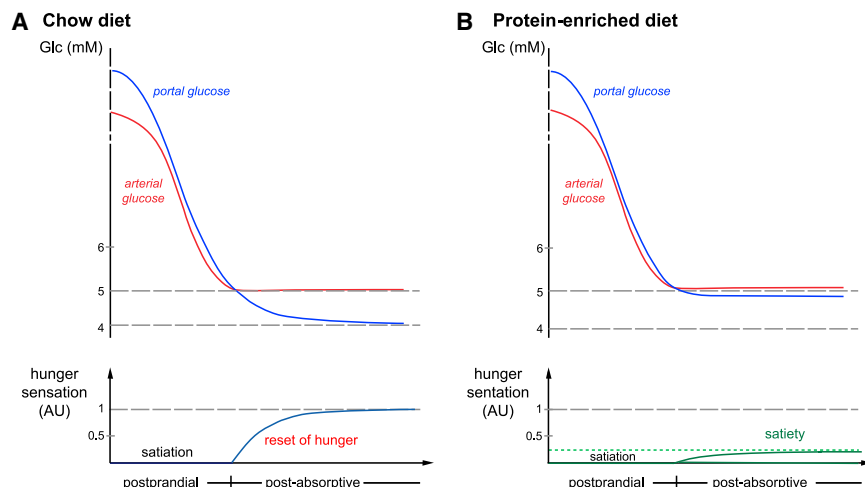 A Chow diet
Glc (mM)
portal glucose
arterial
glucose
6
5
4
hunger
sensation
(AU)
1
0.5
satiation
reset of hunger
postprandial
post-absorptive
B Protein-enriched diet
Glc (mM)
portal glucose
arterial
glucose
6
5
4
hunger
sentation
(AU)
1
0.5
satiety
satiation
postprandial
post-absorptive